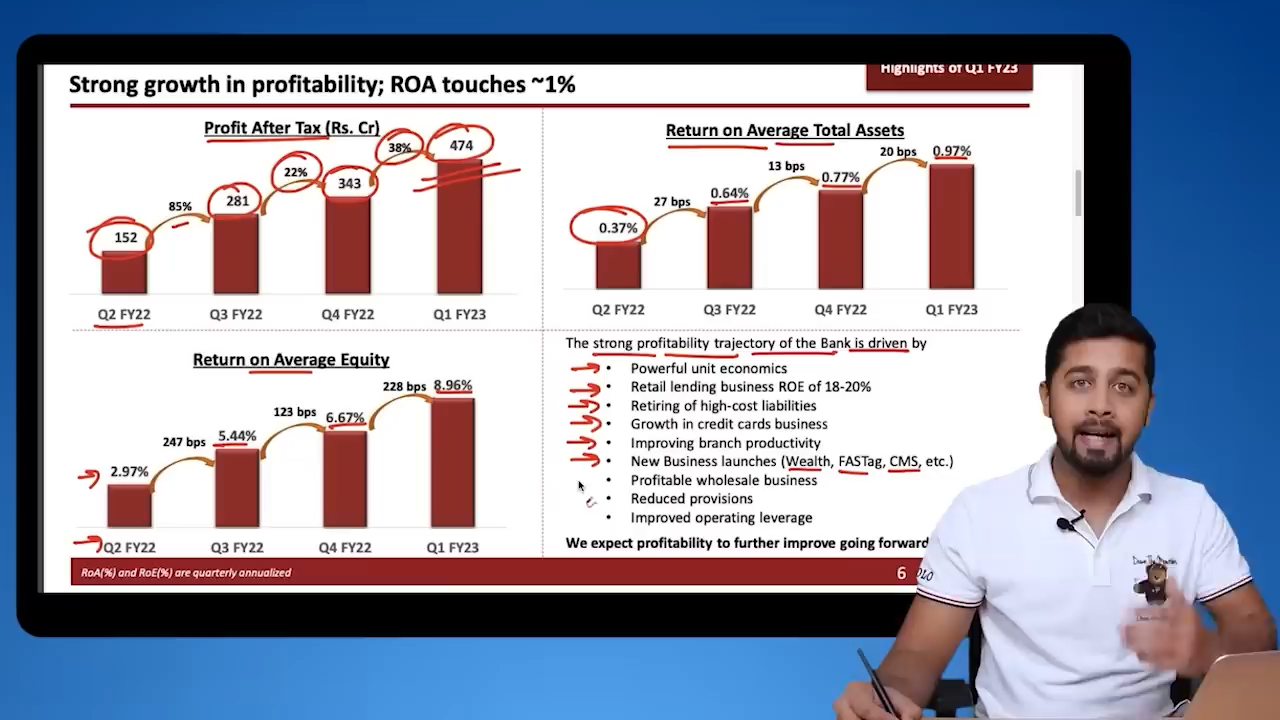 Highlights of Q1 FY23
Strong growth in profitability; ROA touches ~1%
Profit After Tax (Rs. Cr)
152
85%
281
22%
343
38%
474
Q2 FY22
Q3 FY22
Q4 FY22
Q1 FY23
Return on Average Total Assets
0.37%
27 bps
0.64%
13 bps
0.77%
20 bps
0.97%
Q2 FY22
Q3 FY22
Q4 FY22
Q1 FY23
Return on Average Equity
2.97%
247 bps
5.44%
123 bps
6.67%
228 bps
8.96%
Q2 FY22
Q3 FY22
Q4 FY22
Q1 FY23
The strong profitability trajectory of the Bank is driven by
• Powerful unit economics
• Retail lending business ROE of 18-20%
• Retiring of high-cost liabilities
• Growth in credit cards business
• Improving branch productivity
• New Business launches (Wealth, FASTag, CMS, etc.)
• Profitable wholesale business
• Reduced provisions
• Improved operating leverage
We expect profitability to further improve going forward
RoA(%) and RoE(%) are quarterly annualized
6